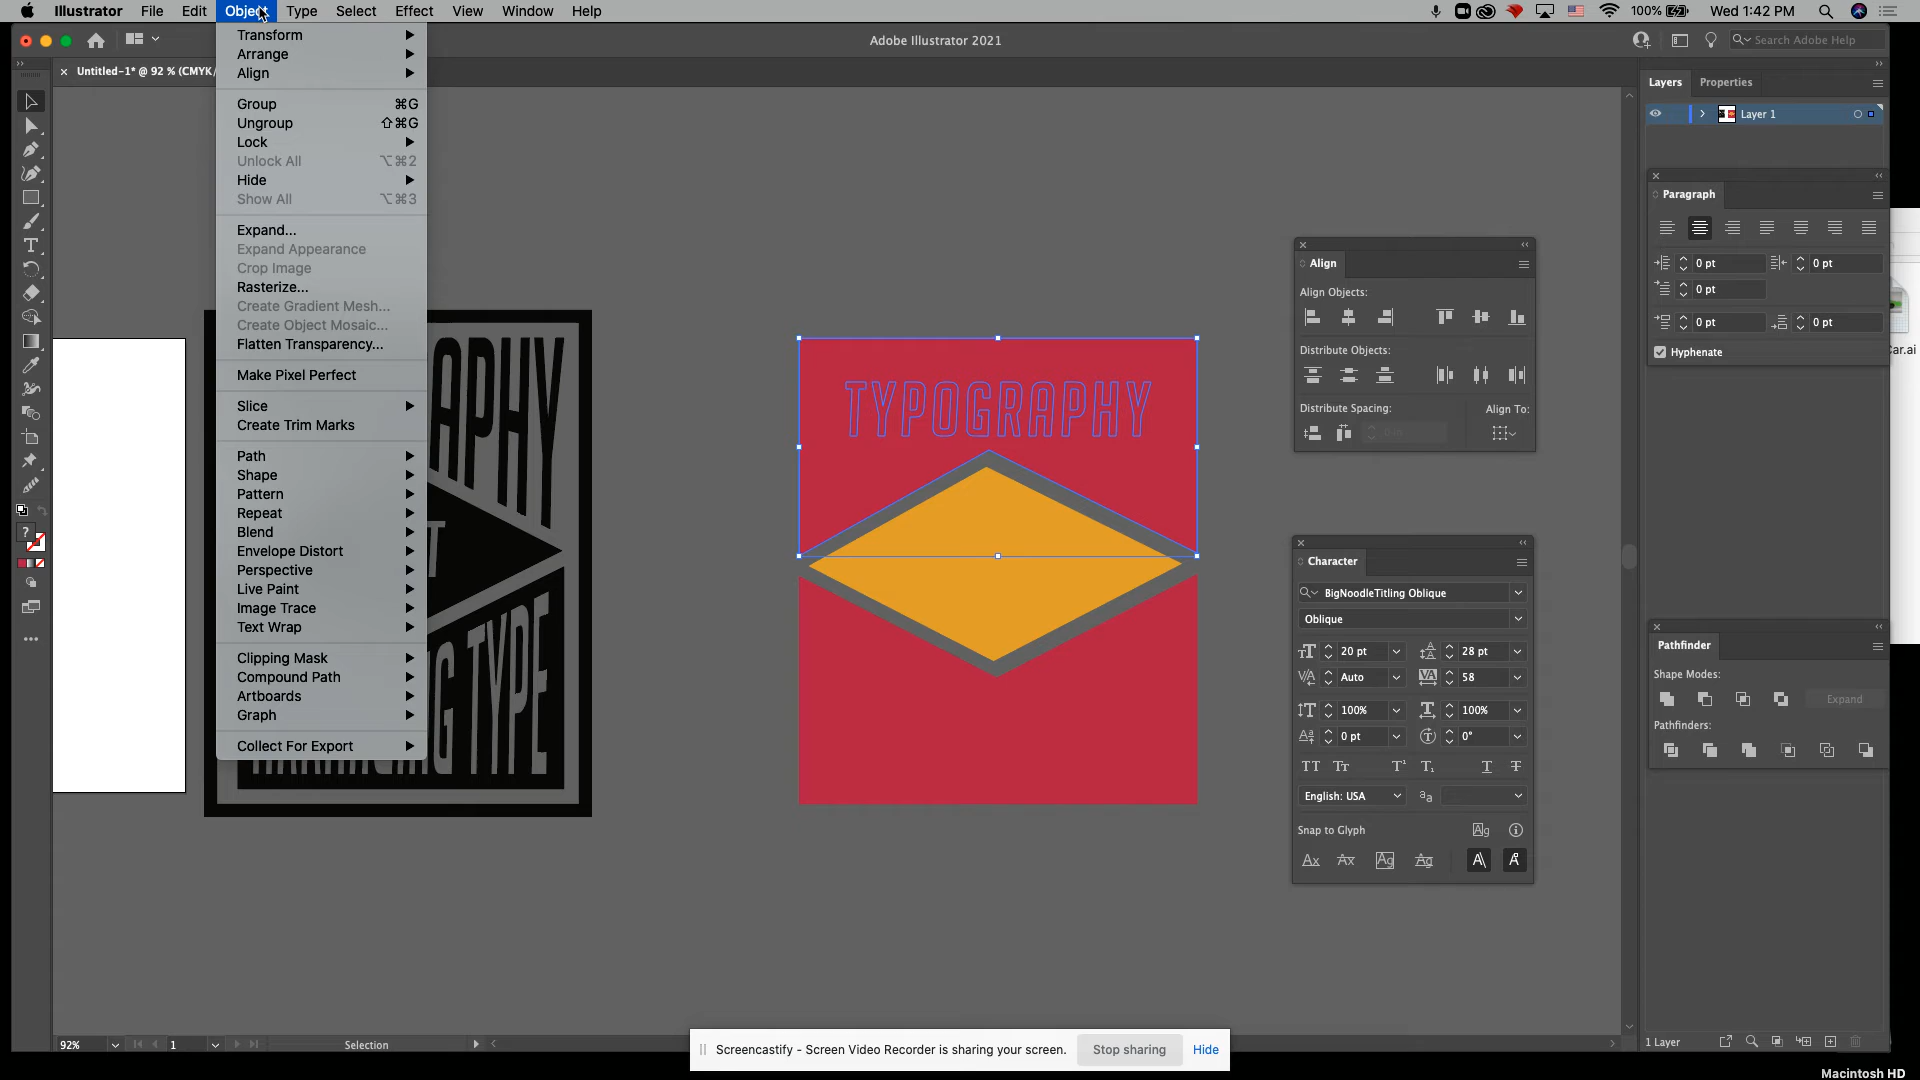 Illustrator File Edit Object Type Select Effect View Window Help
100% Wed 1:42 PM
Adobe Illustrator 2021
Search Adobe Help
Untitled-1* @ 92 % (CMYK/
Transform
Arrange
Align
Group ⌘G
Ungroup ⇧⌘G
Lock
Unlock All ⌥⌘2
Hide
Show All ⌥⌘3
Expand...
Expand Appearance
Crop Image
Rasterize...
Create Gradient Mesh...
Create Object Mosaic...
Flatten Transparency...
Make Pixel Perfect
Slice
Create Trim Marks
Path
Shape
Pattern
Repeat
Blend
Envelope Distort
Perspective
Live Paint
Image Trace
Text Wrap
Clipping Mask
Compound Path
Artboards
Graph
Collect For Export
APHY
T
ARRANGING TYPE
TYPOGRAPHY
Align
Align Objects:
Distribute Objects:
Distribute Spacing: Align To:
Character
BigNoodleTitling Oblique
Oblique
20 pt 28 pt
Auto 58
100% 100%
0 pt 0°
English: USA
Snap to Glyph
Layers Properties
Layer 1
Paragraph
0 pt 0 pt
0 pt
0 pt 0 pt
Hyphenate
Car.ai
Pathfinder
Shape Modes:
Expand
Pathfinders:
1 Layer
92% 1 Selection
Screencastify - Screen Video Recorder is sharing your screen. Stop sharing Hide
Macintosh HD